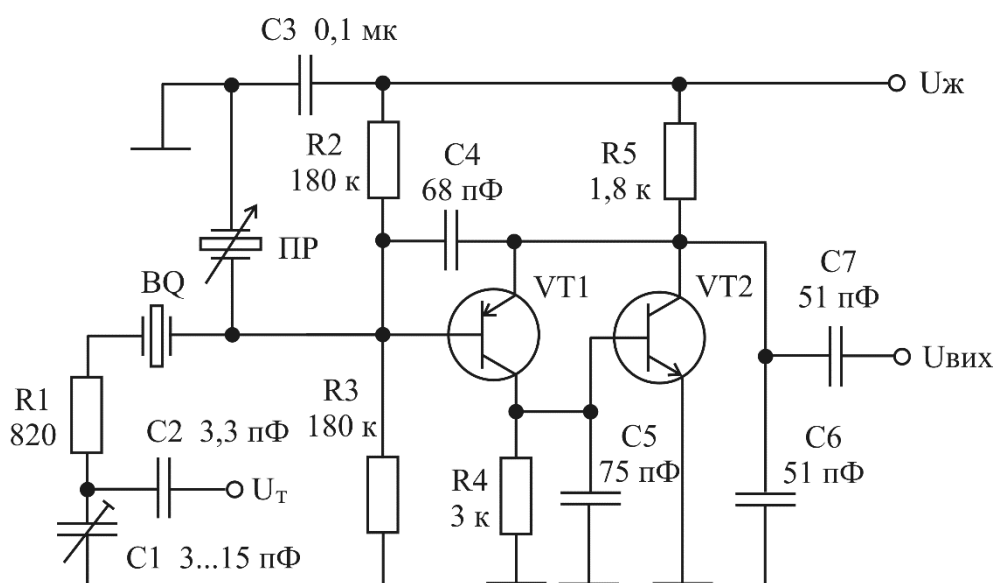 C3 0,1 мк
Uж
R2
180 к
C4
68 пФ
R5
1,8 к
ПР
BQ
VT1
VT2
C7
51 пФ
Uвих
R1
820
C2 3,3 пФ
Uт
R3
180 к
C1 3...15 пФ
R4
3 к
C5
75 пФ
C6
51 пФ